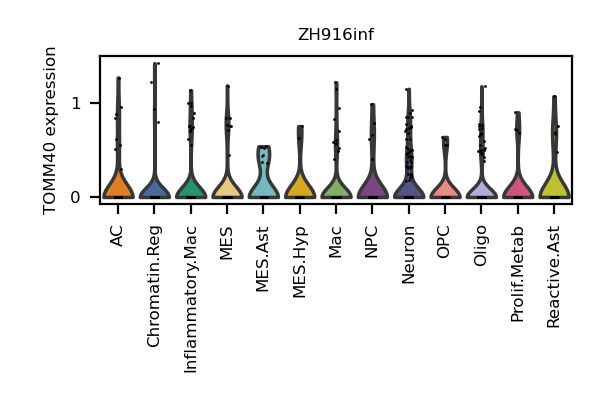 ZH916inf
TOMM40 expression
1
0
AC
Chromatin.Reg
Inflammatory.Mac
MES
MES.Ast
MES.Hyp
Mac
NPC
Neuron
OPC
Oligo
Prolif.Metab
Reactive.Ast